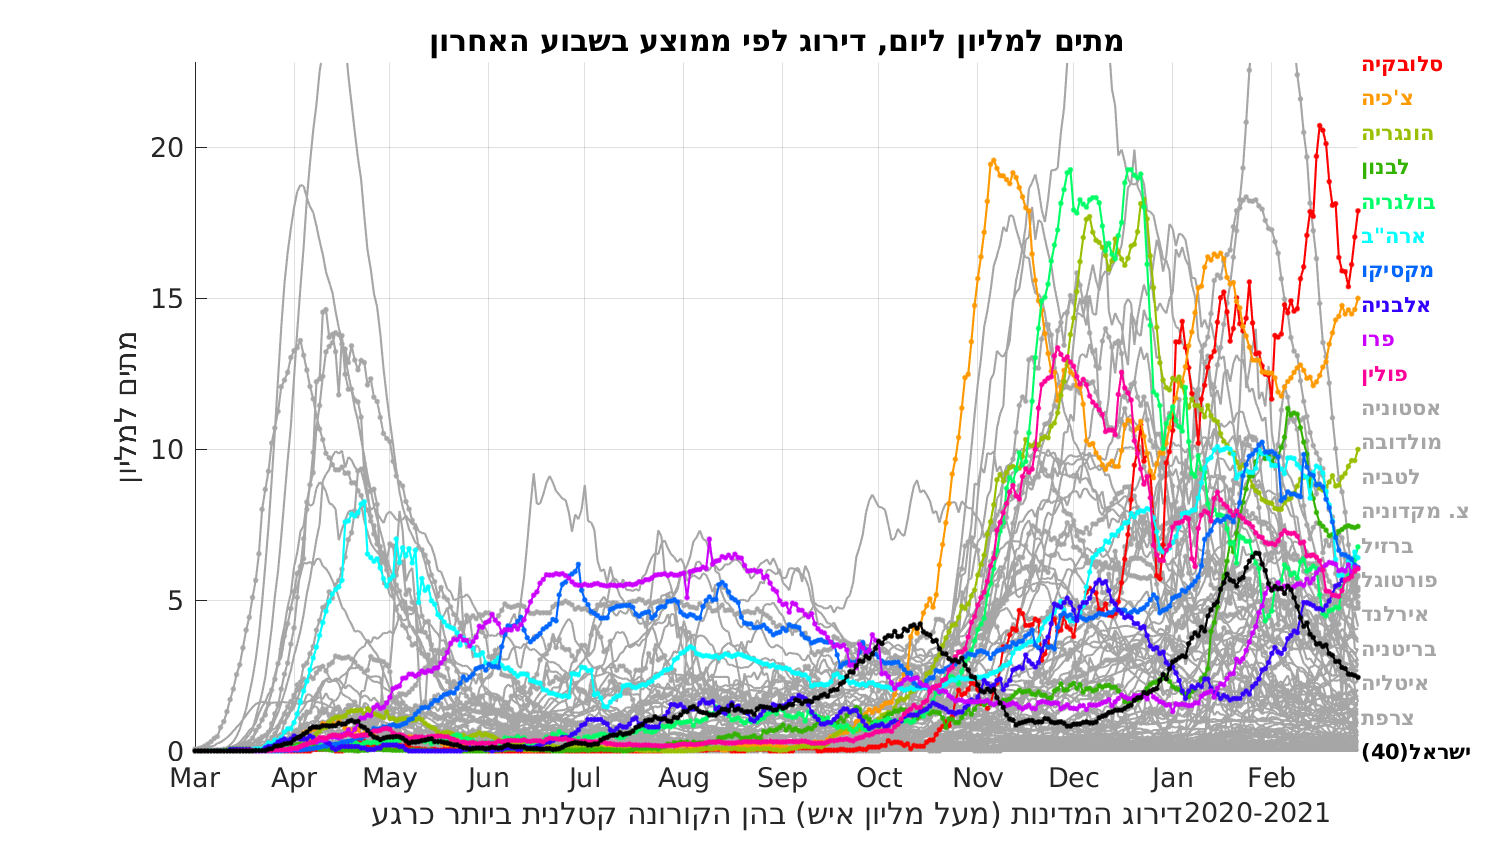 מתים למליון ליום, דירוג לפי ממוצע בשבוע האחרון
מתים למליון
20
15
10
5
0
Mar Apr May Jun Jul Aug Sep Oct Nov Dec Jan Feb
דירוג המדינות (מעל מליון איש) בהן הקורונה קטלנית ביותר כרגע2020-2021
סלובקיה
צ'כיה
הונגריה
לבנון
בולגריה
ארה"ב
מקסיקו
אלבניה
פרו
פולין
אסטוניה
מולדובה
לטביה
צ. מקדוניה
ברזיל
פורטוגל
אירלנד
בריטניה
איטליה
צרפת
ישראל(40)